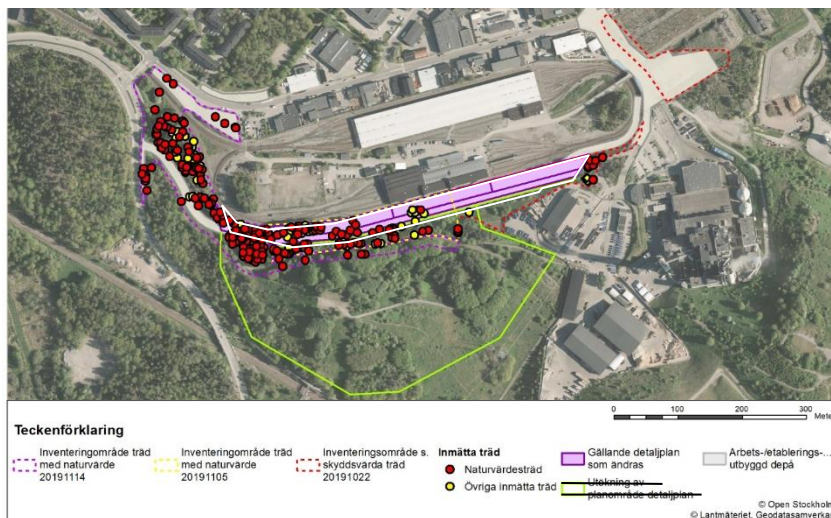 0 100 200 300
Mete
Teckenförklaring
Inventeringområde träd
med naturvärde
20191114
Inventeringområde träd
med naturvärde
20191105
Inventeringsområde s.
skyddsvärda träd
20191022
Inmätta träd
Naturvärdesträd
Övriga inmätta träd
Gällande detaljplan
som ändras
Utökning av
planområde detaljplan
Arbets-/etablerings-...
utbyggd depå
© Open Stockholm
© Lantmäteriet, Geodatasamverkan